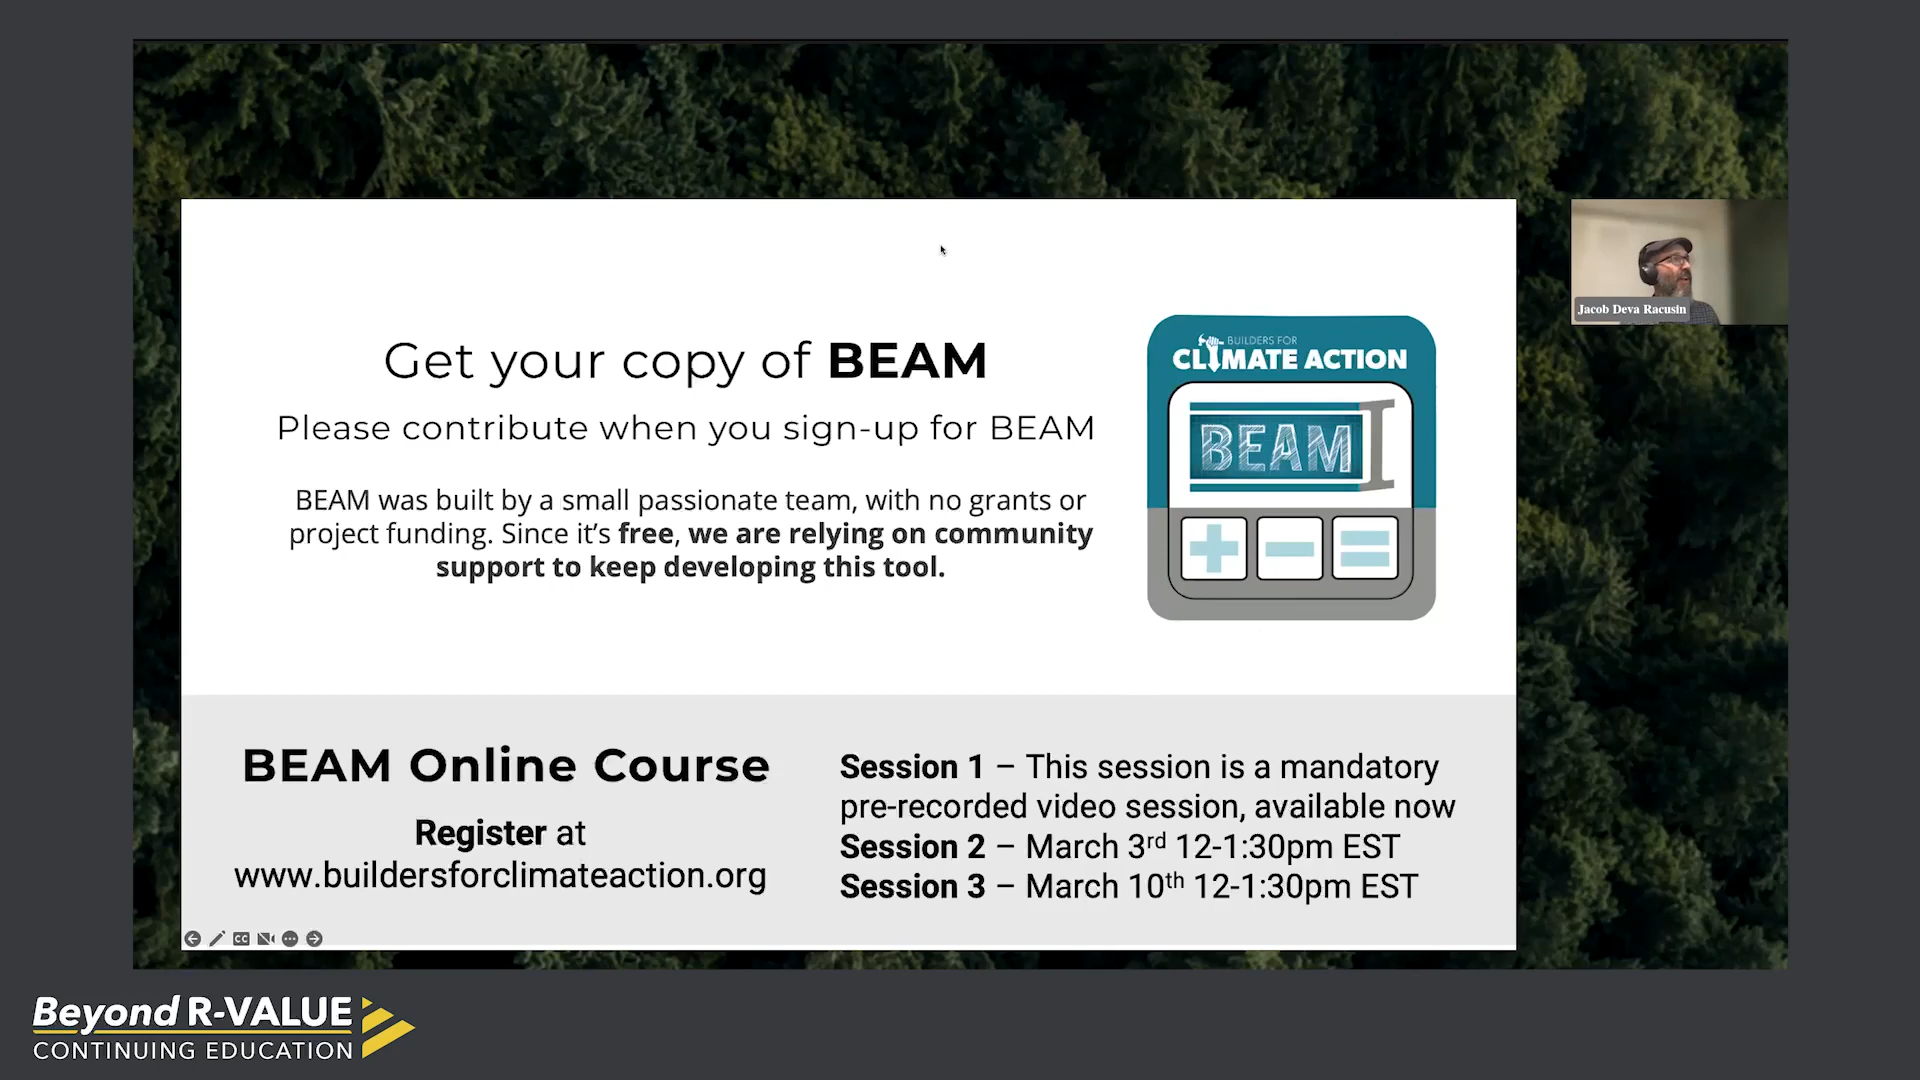 Get your copy of BEAM
Please contribute when you sign-up for BEAM
BEAM was built by a small passionate team, with no grants or
project funding. Since it’s free, we are relying on community
support to keep developing this tool.
BUILDERS FOR
CLIMATE ACTION
BEAM
Jacob Deva Racusin
BEAM Online Course
Register at
www.buildersforclimateaction.org
Session 1 – This session is a mandatory
pre-recorded video session, available now
Session 2 – March 3rd 12-1:30pm EST
Session 3 – March 10th 12-1:30pm EST
CC
Beyond R-VALUE
CONTINUING EDUCATION